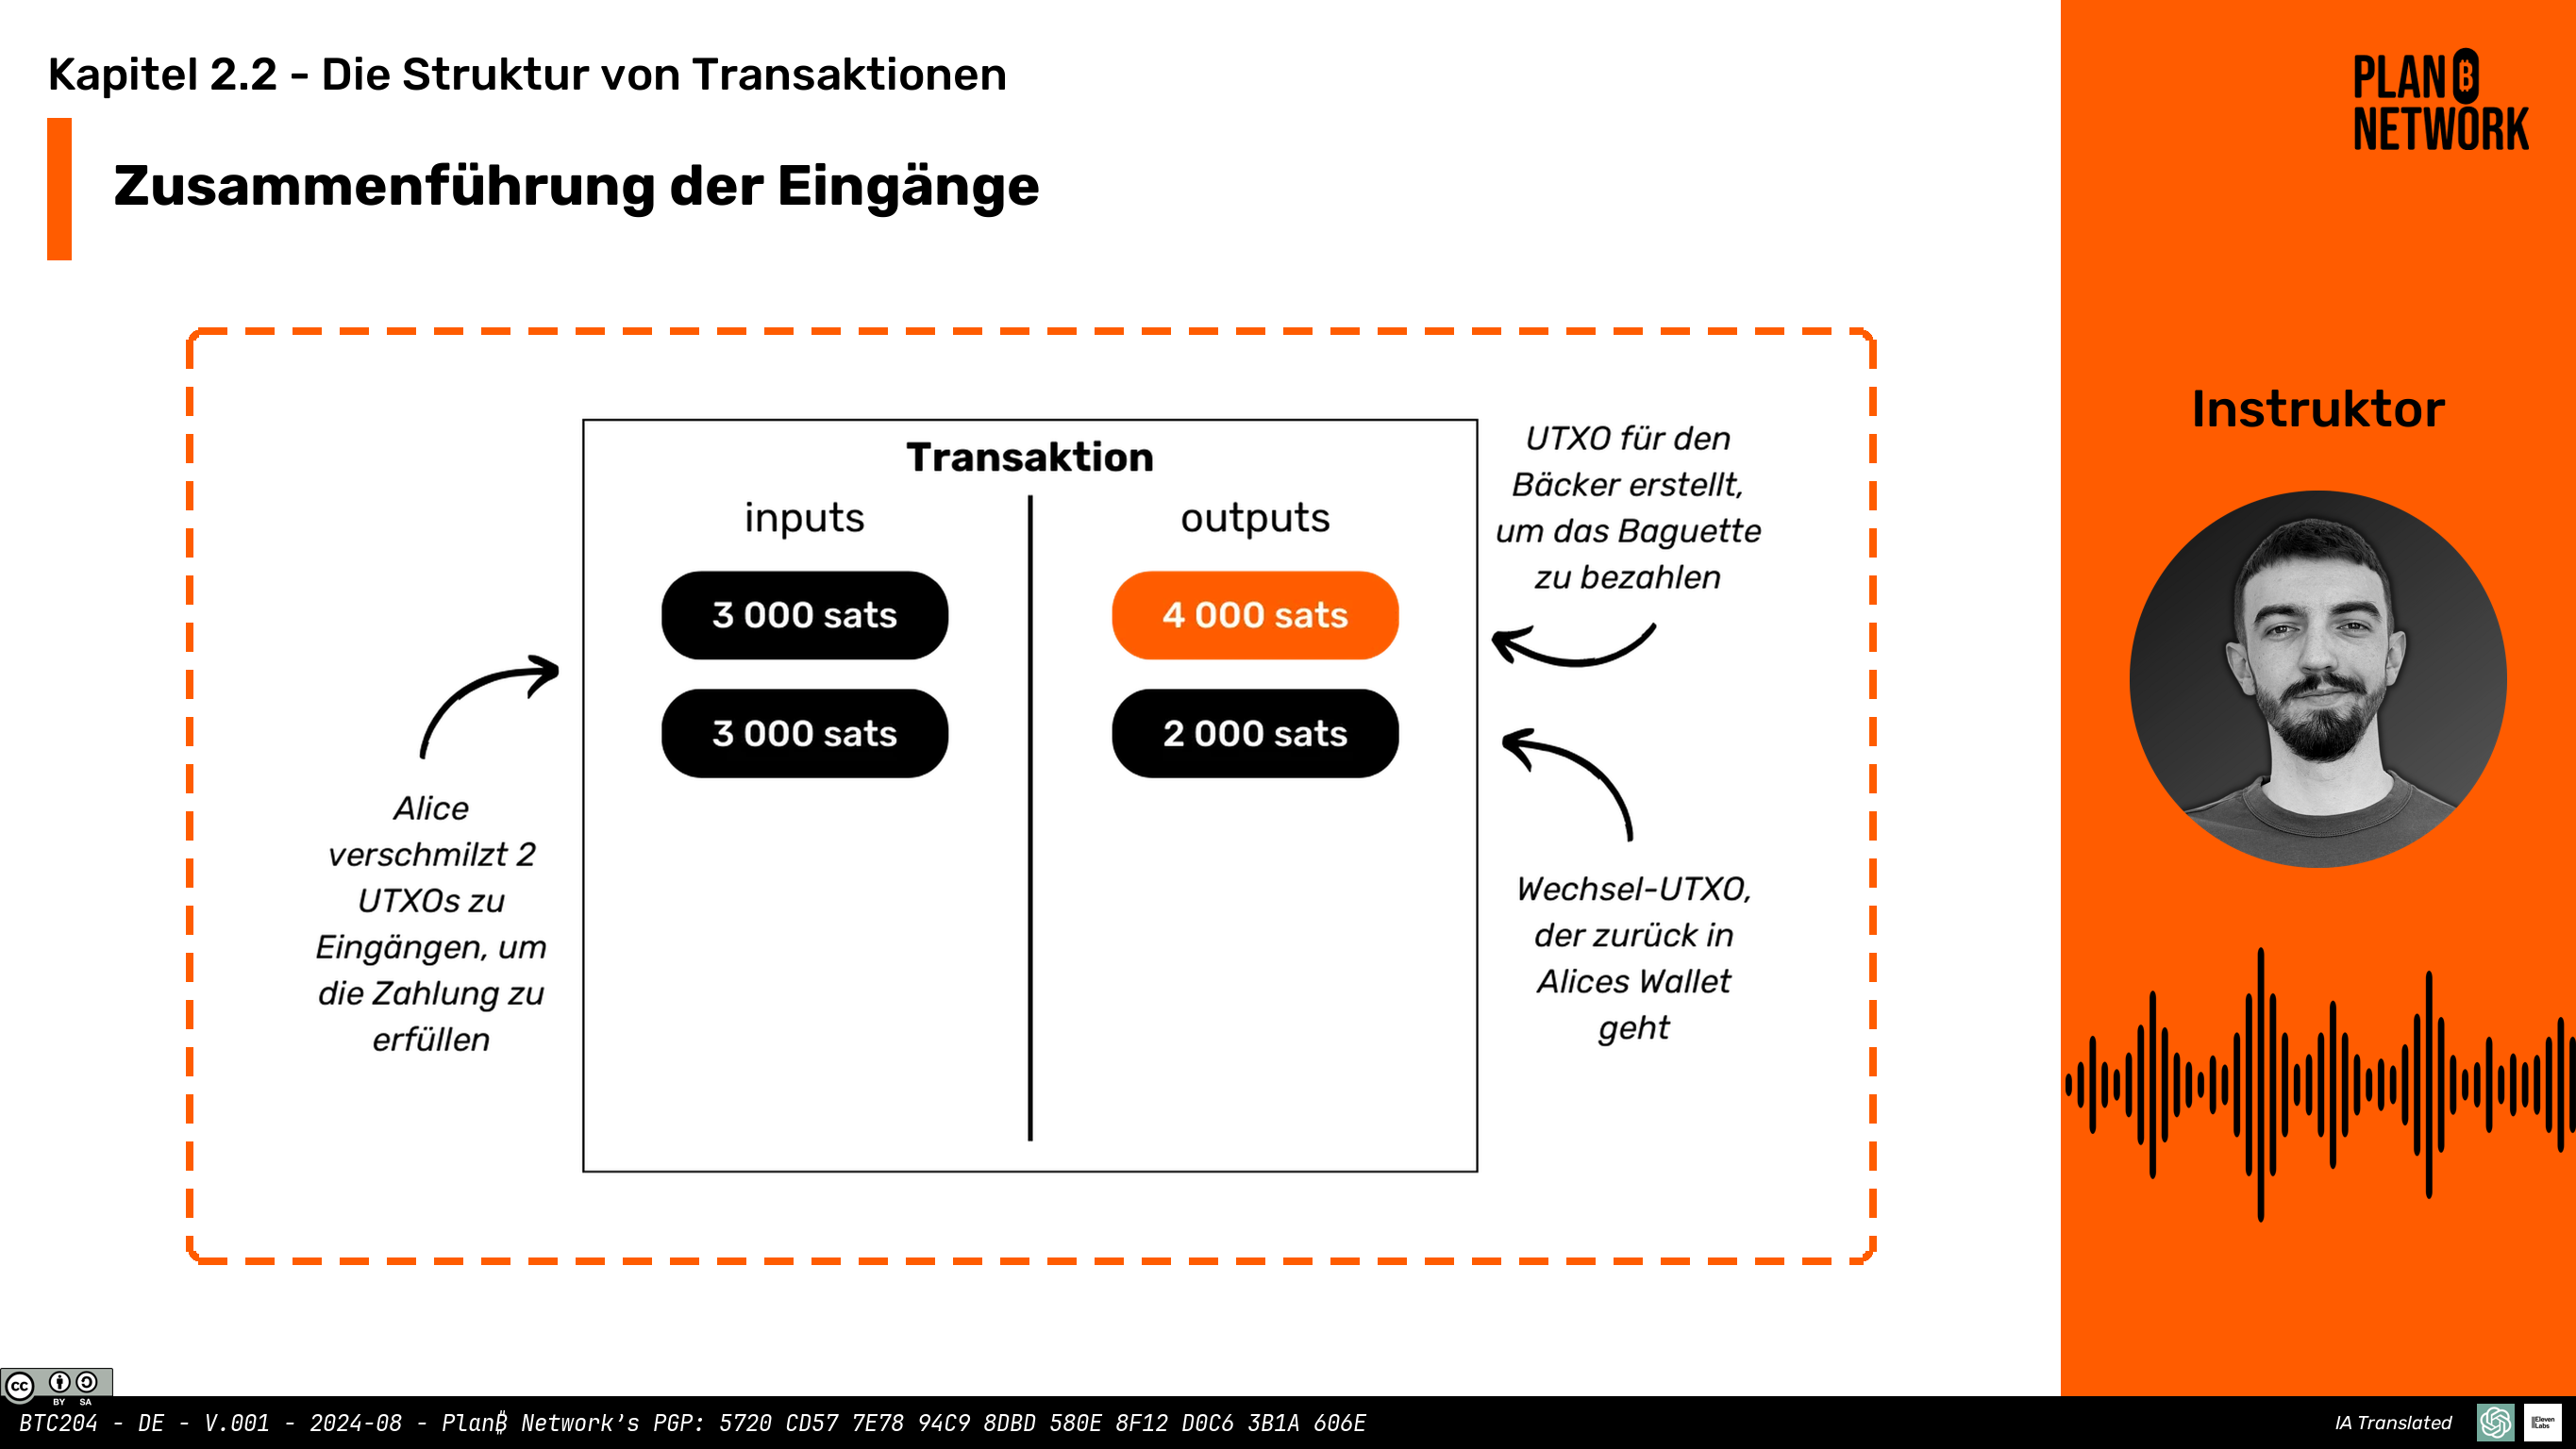 Kapitel 2.2 - Die Struktur von Transaktionen
Zusammenführung der Eingänge
PLAN ₿
NETWORK
Instruktor
Transaktion
inputs
outputs
3 000 sats
4 000 sats
3 000 sats
2 000 sats
UTXO für den
Bäcker erstellt,
um das Baguette
zu bezahlen
Alice
verschmilzt 2
UTXOs zu
Eingängen, um
die Zahlung zu
erfüllen
Wechsel-UTXO,
der zurück in
Alices Wallet
geht
cc
BY SA
BTC204 - DE - V.001 - 2024-08 - Plan₿ Network's PGP: 5720 CD57 7E78 94C9 8DBD 580E 8F12 D0C6 3B1A 606E
IA Translated
IIElevenLabs